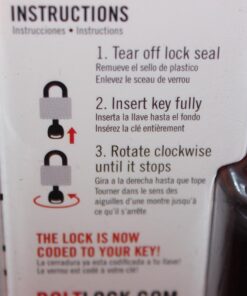 INSTRUCTIONS
Instrucciones • Instructions
1. Tear off lock seal
Remueve el sello de plastico
Enlevez le sceau de verrou
2. Insert key fully
Inserta la llave hasta el fondo
Insérez la clé entièrement
3. Rotate clockwise
until it stops
Gira a la derecha hasta que tope
Tourner dans le sens des
aiguilles d'une montre jusqu'à
ce qu'il s'arrête
THE LOCK IS NOW
CODED TO YOUR KEY!
La cerradura ya esta codificada a tu llave!
La verrou est codé à votre clé!
BOLTLOCK.COM